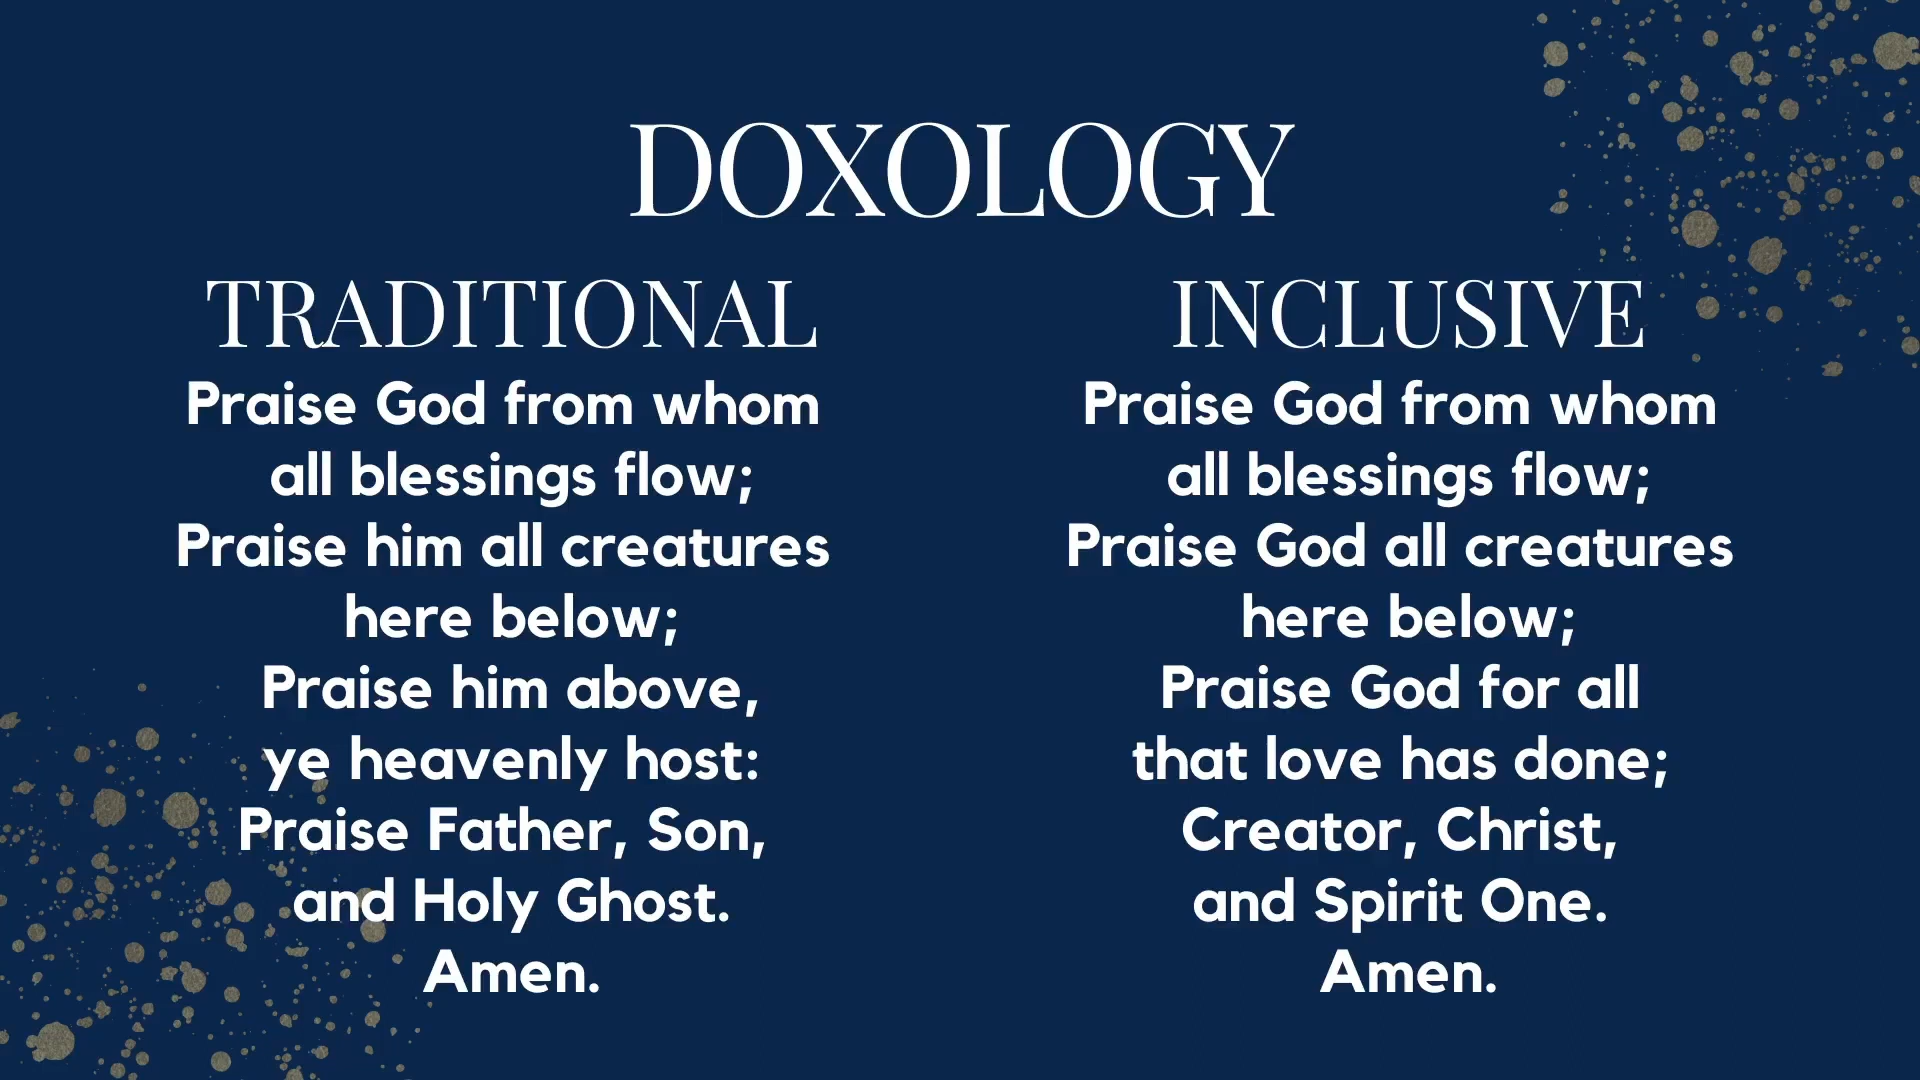 DOXOLOGY
TRADITIONAL
Praise God from whom
all blessings flow;
Praise him all creatures
here below;
Praise him above,
ye heavenly host:
Praise Father, Son,
and Holy Ghost.
Amen.
INCLUSIVE
Praise God from whom
all blessings flow;
Praise God all creatures
here below;
Praise God for all
that love has done;
Creator, Christ,
and Spirit One.
Amen.